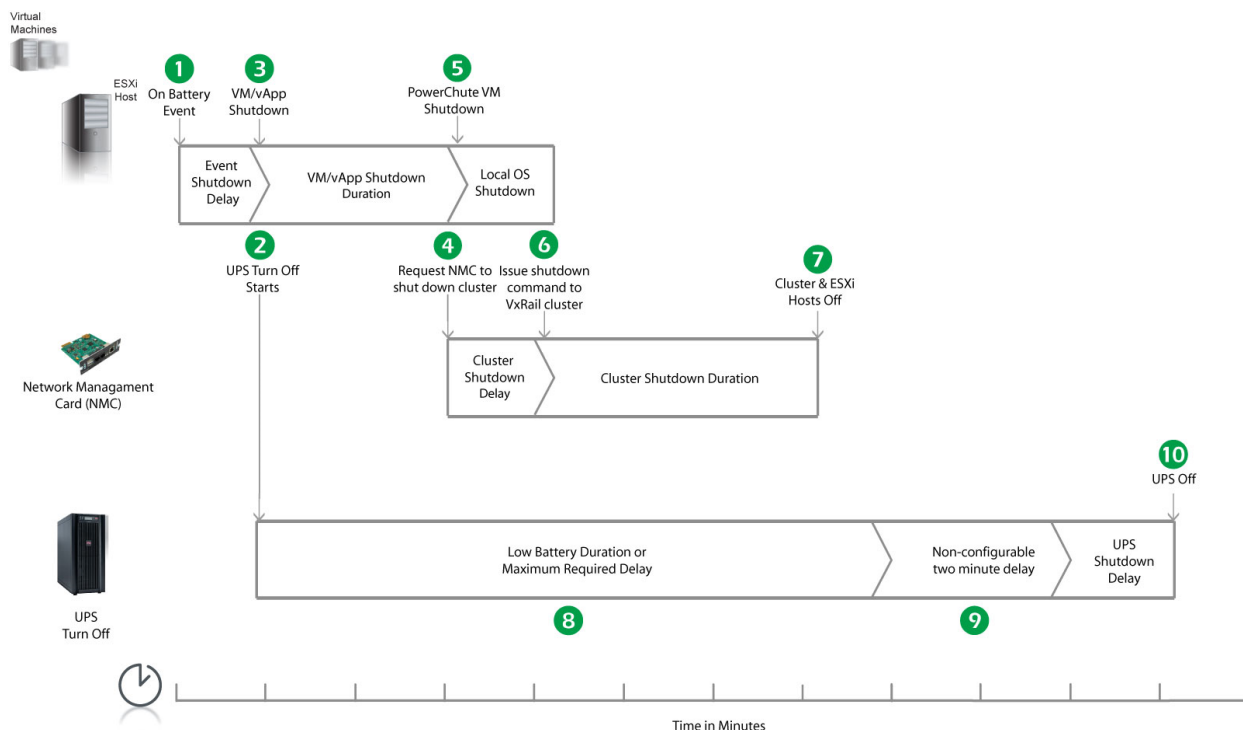 Virtual
Machines
ESXi
Host
1
On Battery
Event
3
VM/vApp
Shutdown
5
PowerChute VM
Shutdown
Event
Shutdown
Delay
VM/vApp Shutdown
Duration
Local OS
Shutdown
2
UPS Turn Off
Starts
4
Request NMC to
shut down cluster
6
Issue shutdown
command to
VxRail cluster
7
Cluster & ESXi
Hosts Off
Network Managament
Card (NMC)
Cluster
Shutdown
Delay
Cluster Shutdown Duration
10
UPS Off
UPS
Turn Off
Low Battery Duration or
Maximum Required Delay
Non-configurable
two minute delay
UPS
Shutdown
Delay
8
9
Time in Minutes